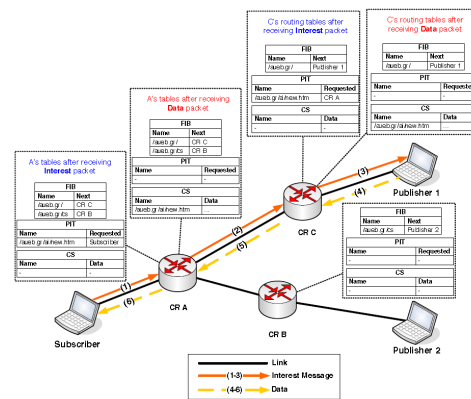 C's routing tables after
receiving Interest packet
FIB
Name Next
/aueb.gr/ Publisher 1
PIT
Name Requested
/aueb.gr/ai/new.htm CR A
CS
Name Data
- -
C's routing tables after
receiving Data packet
FIB
Name Next
/aueb.gr/ Publisher 1
PIT
Name Requested
- -
CS
Name Data
/aueb.gr/ai/new.htm ...
A's tables after receiving
Data packet
FIB
Name Next
/aueb.gr/ CR C
/aueb.gr/cs CR B
PIT
Name Requested
- -
CS
Name Data
/aueb.gr/ai/new.htm ...
A's tables after receiving
Interest packet
FIB
Name Next
/aueb.gr/ CR C
/aueb.gr/cs CR B
PIT
Name Requested
/aueb.gr/ai/new.htm Subscriber
CS
Name Data
- -
(3)
(4)
Publisher 1
(2)
(5)
CR C
FIB
Name Next
/aueb.gr/cs Publisher 2
PIT
Name Requested
- -
CS
Name Data
- -
(1)
(6)
CR A
Subscriber
CR B
Publisher 2
Link
(1-3) Interest Message
(4-6) Data